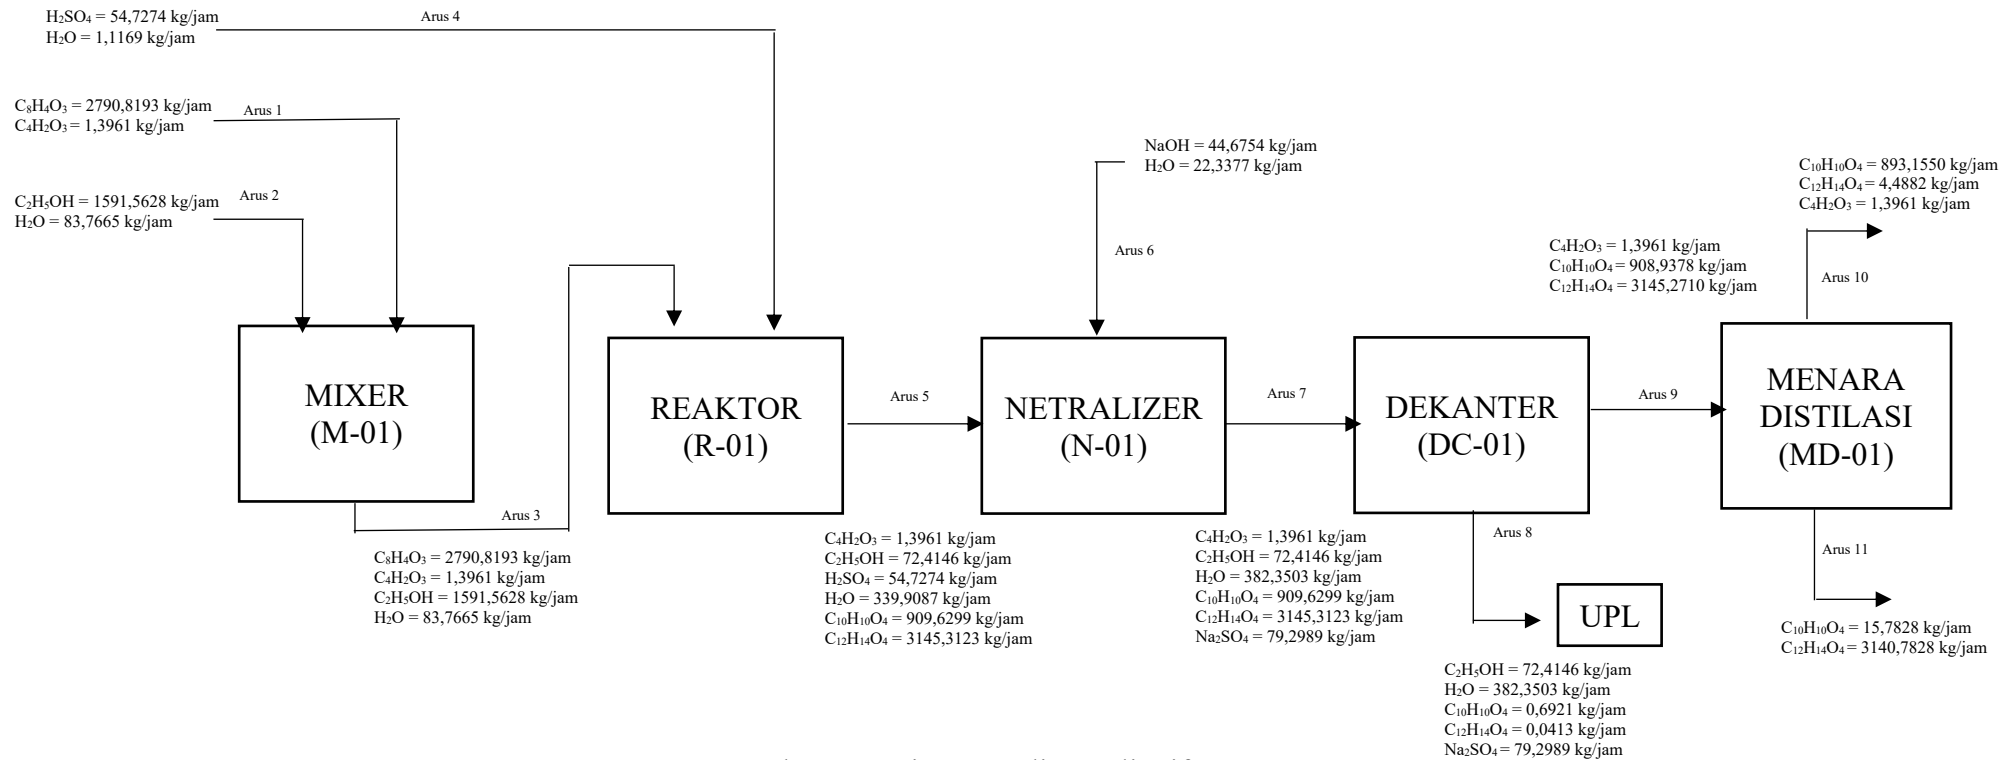 H₂SO₄ = 54,7274 kg/jam
H₂O = 1,1169 kg/jam
Arus 4
C₈H₄O₃ = 2790,8193 kg/jam
C₄H₂O₃ = 1,3961 kg/jam
Arus 1
C₂H₅OH = 1591,5628 kg/jam
H₂O = 83,7665 kg/jam
Arus 2
NaOH = 44,6754 kg/jam
H₂O = 22,3377 kg/jam
Arus 6
C₁₀H₁₀O₄ = 893,1550 kg/jam
C₁₂H₁₄O₄ = 4,4882 kg/jam
C₄H₂O₃ = 1,3961 kg/jam
Arus 10
C₄H₂O₃ = 1,3961 kg/jam
C₁₀H₁₀O₄ = 908,9378 kg/jam
C₁₂H₁₄O₄ = 3145,2710 kg/jam
MIXER
(M-01)
REAKTOR
(R-01)
Arus 5
NETRALIZER
(N-01)
Arus 7
DEKANTER
(DC-01)
Arus 9
MENARA
DISTILASI
(MD-01)
Arus 3
C₈H₄O₃ = 2790,8193 kg/jam
C₄H₂O₃ = 1,3961 kg/jam
C₂H₅OH = 1591,5628 kg/jam
H₂O = 83,7665 kg/jam
C₄H₂O₃ = 1,3961 kg/jam
C₂H₅OH = 72,4146 kg/jam
H₂SO₄ = 54,7274 kg/jam
H₂O = 339,9087 kg/jam
C₁₀H₁₀O₄ = 909,6299 kg/jam
C₁₂H₁₄O₄ = 3145,3123 kg/jam
C₄H₂O₃ = 1,3961 kg/jam
C₂H₅OH = 72,4146 kg/jam
H₂O = 382,3503 kg/jam
C₁₀H₁₀O₄ = 909,6299 kg/jam
C₁₂H₁₄O₄ = 3145,3123 kg/jam
Na₂SO₄ = 79,2989 kg/jam
Arus 8
UPL
C₂H₅OH = 72,4146 kg/jam
H₂O = 382,3503 kg/jam
C₁₀H₁₀O₄ = 0,6921 kg/jam
C₁₂H₁₄O₄ = 0,0413 kg/jam
Na₂SO₄ = 79,2989 kg/jam
Arus 11
C₁₀H₁₀O₄ = 15,7828 kg/jam
C₁₂H₁₄O₄ = 3140,7828 kg/jam